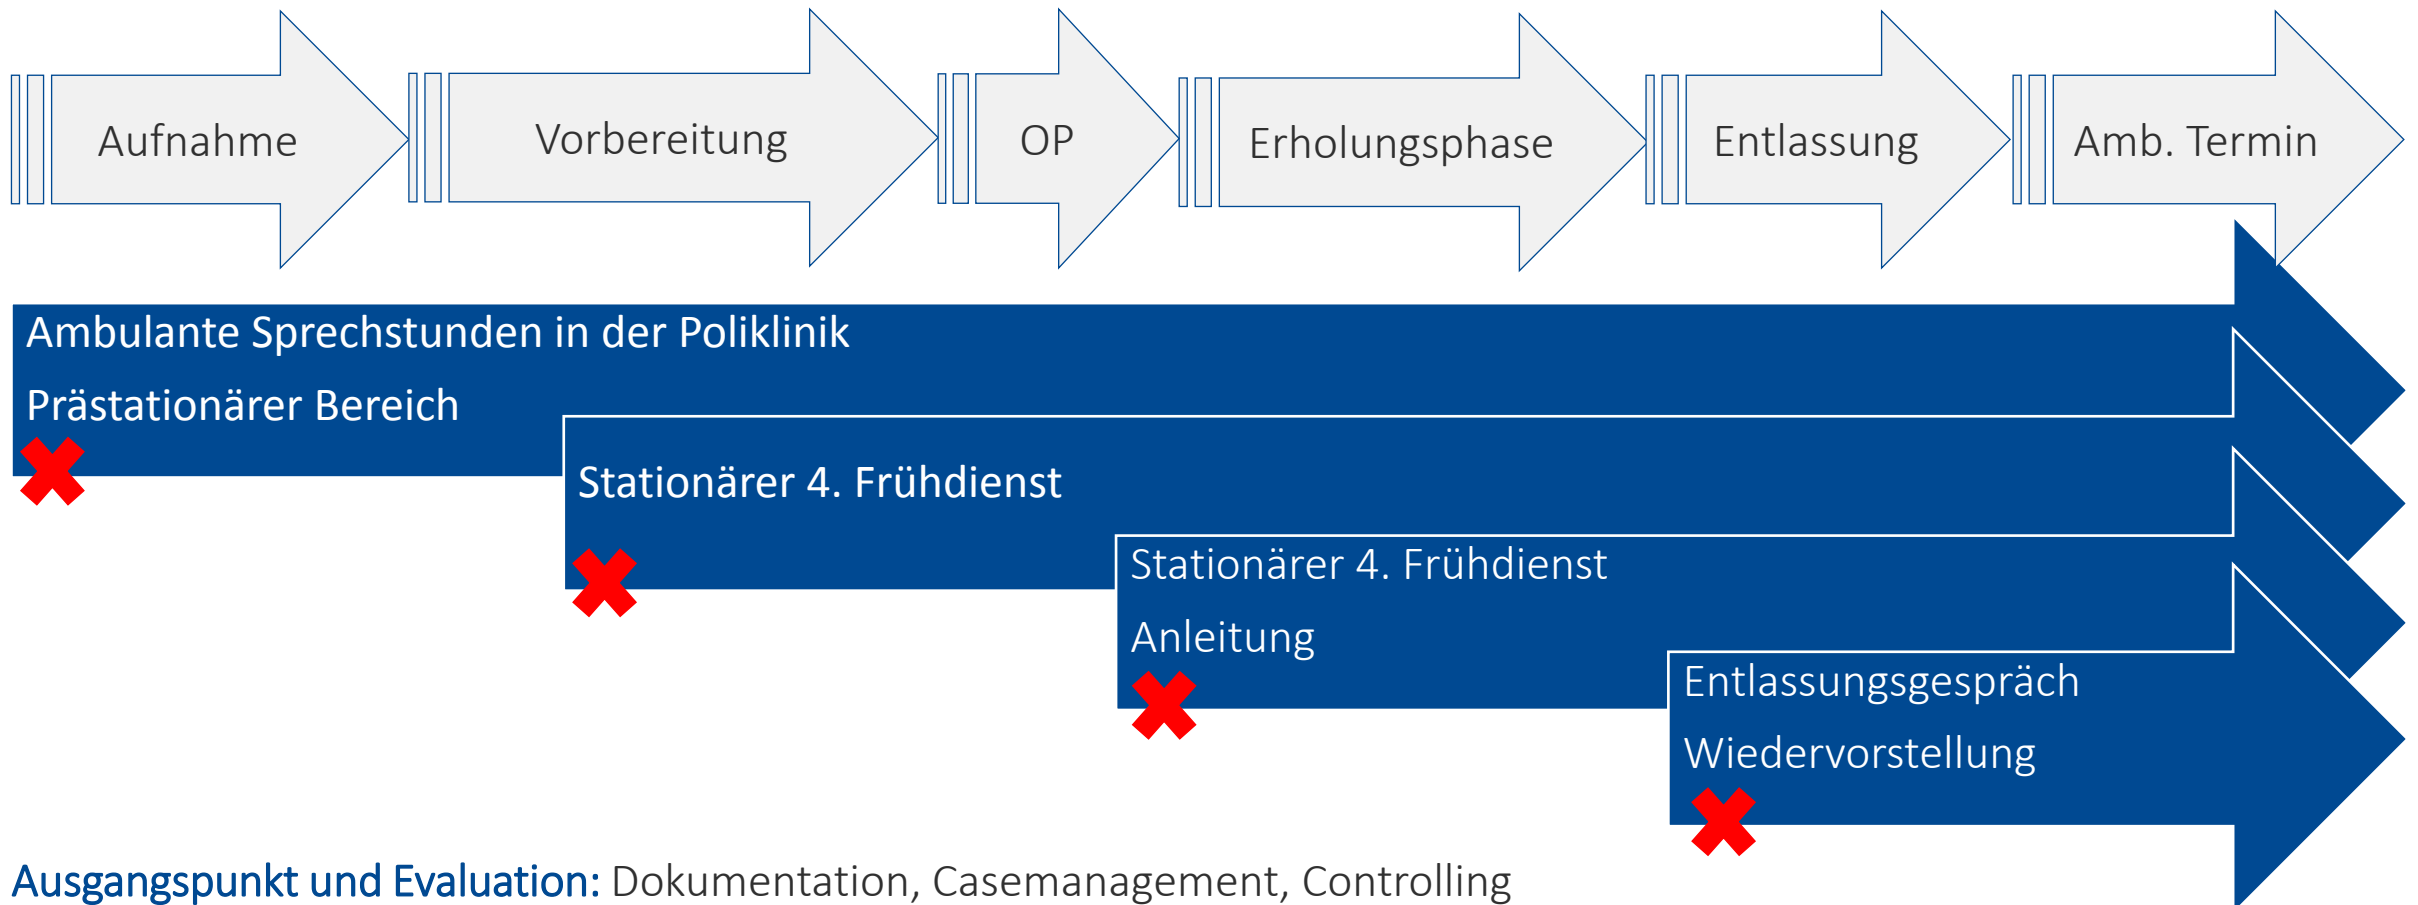 Aufnahme
Vorbereitung
OP
Erholungsphase
Entlassung
Amb. Termin
Ambulante Sprechstunden in der Poliklinik
Prästationärer Bereich
Stationärer 4. Frühdienst
Stationärer 4. Frühdienst
Anleitung
Entlassungsgespräch
Wiedervorstellung
Ausgangspunkt und Evaluation: Dokumentation, Casemanagement, Controlling